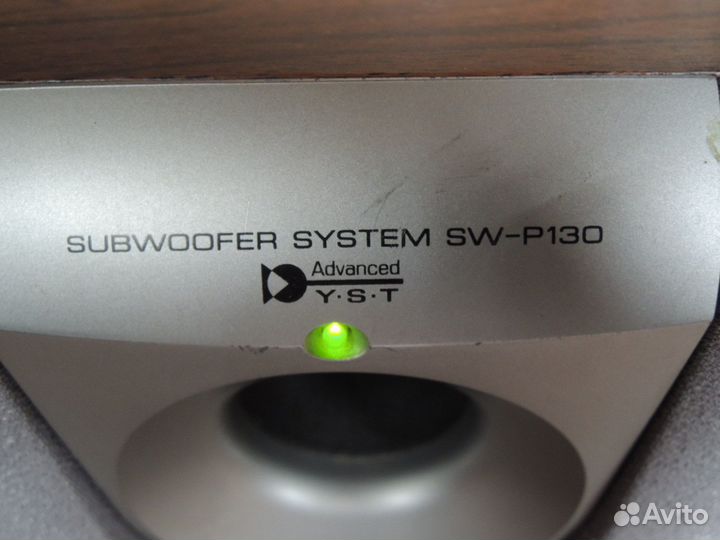 SUBWOOFER SYSTEM SW-P130
Advanced
Y·S·T
Avito